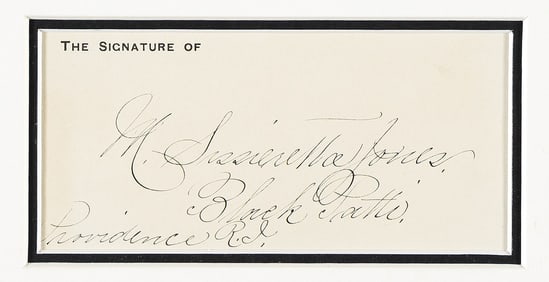 THE SIGNATURE OF
M. Sissieretta Jones.
Black Patti.
Providence R.I.